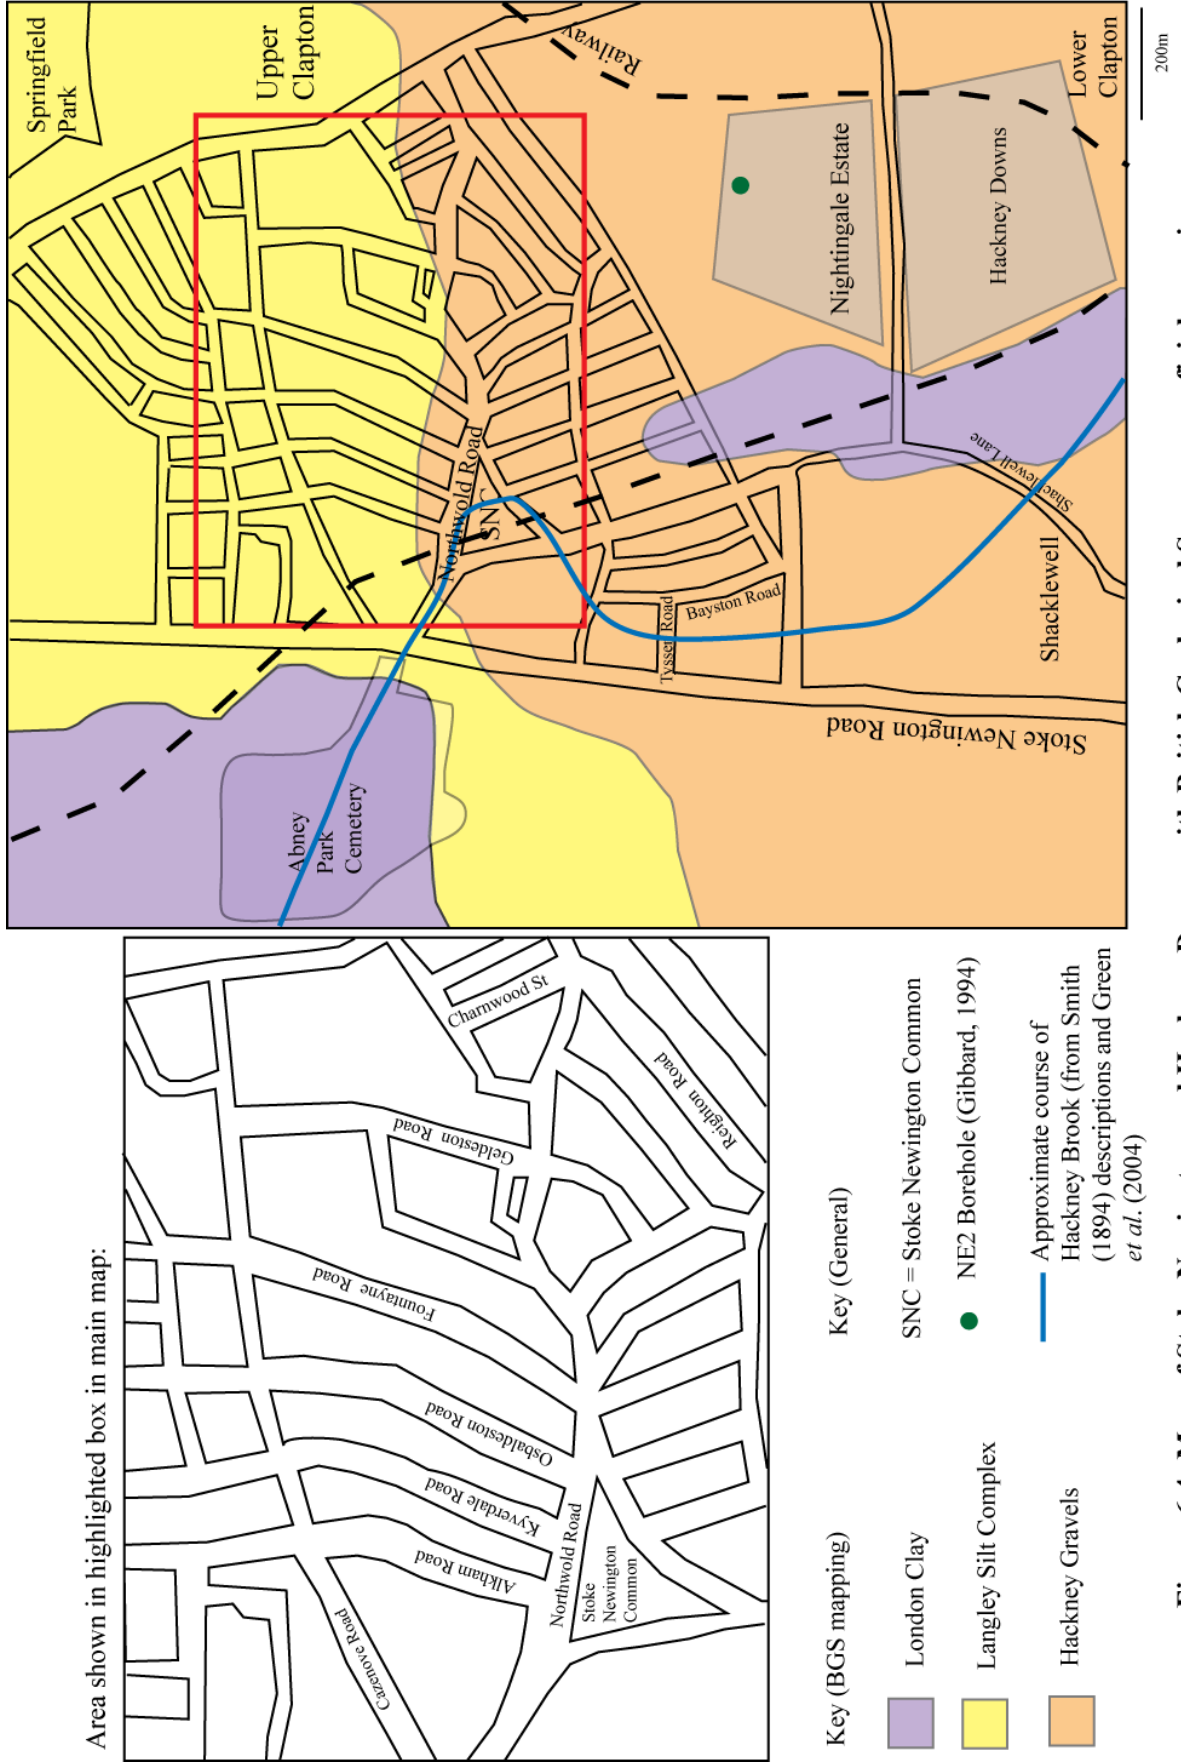 Area shown in highlighted box in main map:
Cazenove Road
Alkham Road
Kyverdale Road
Osbaldeston Road
Fountayne Road
Geldeston Road
Charnwood St
Reighton Road
Northwold Road
Stoke
Newington
Common
Key (BGS mapping)
London Clay
Langley Silt Complex
Hackney Gravels
Key (General)
SNC = Stoke Newington Common
NE2 Borehole (Gibbard, 1994)
Approximate course of
Hackney Brook (from Smith
(1894) descriptions and Green
et al. (2004)
Springfield
Park
Upper
Clapton
Railway
Lower
Clapton
Nightingale Estate
Hackney Downs
Northwold Road
SNC
Abney
Park
Cemetery
Tyssen Road
Bayston Road
Shacklewell Lane
Shacklewell
Stoke Newington Road
200m